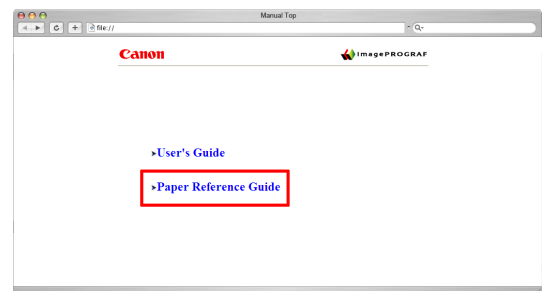 Manual Top
file://
Canon
imagePROGRAF
User's Guide
Paper Reference Guide